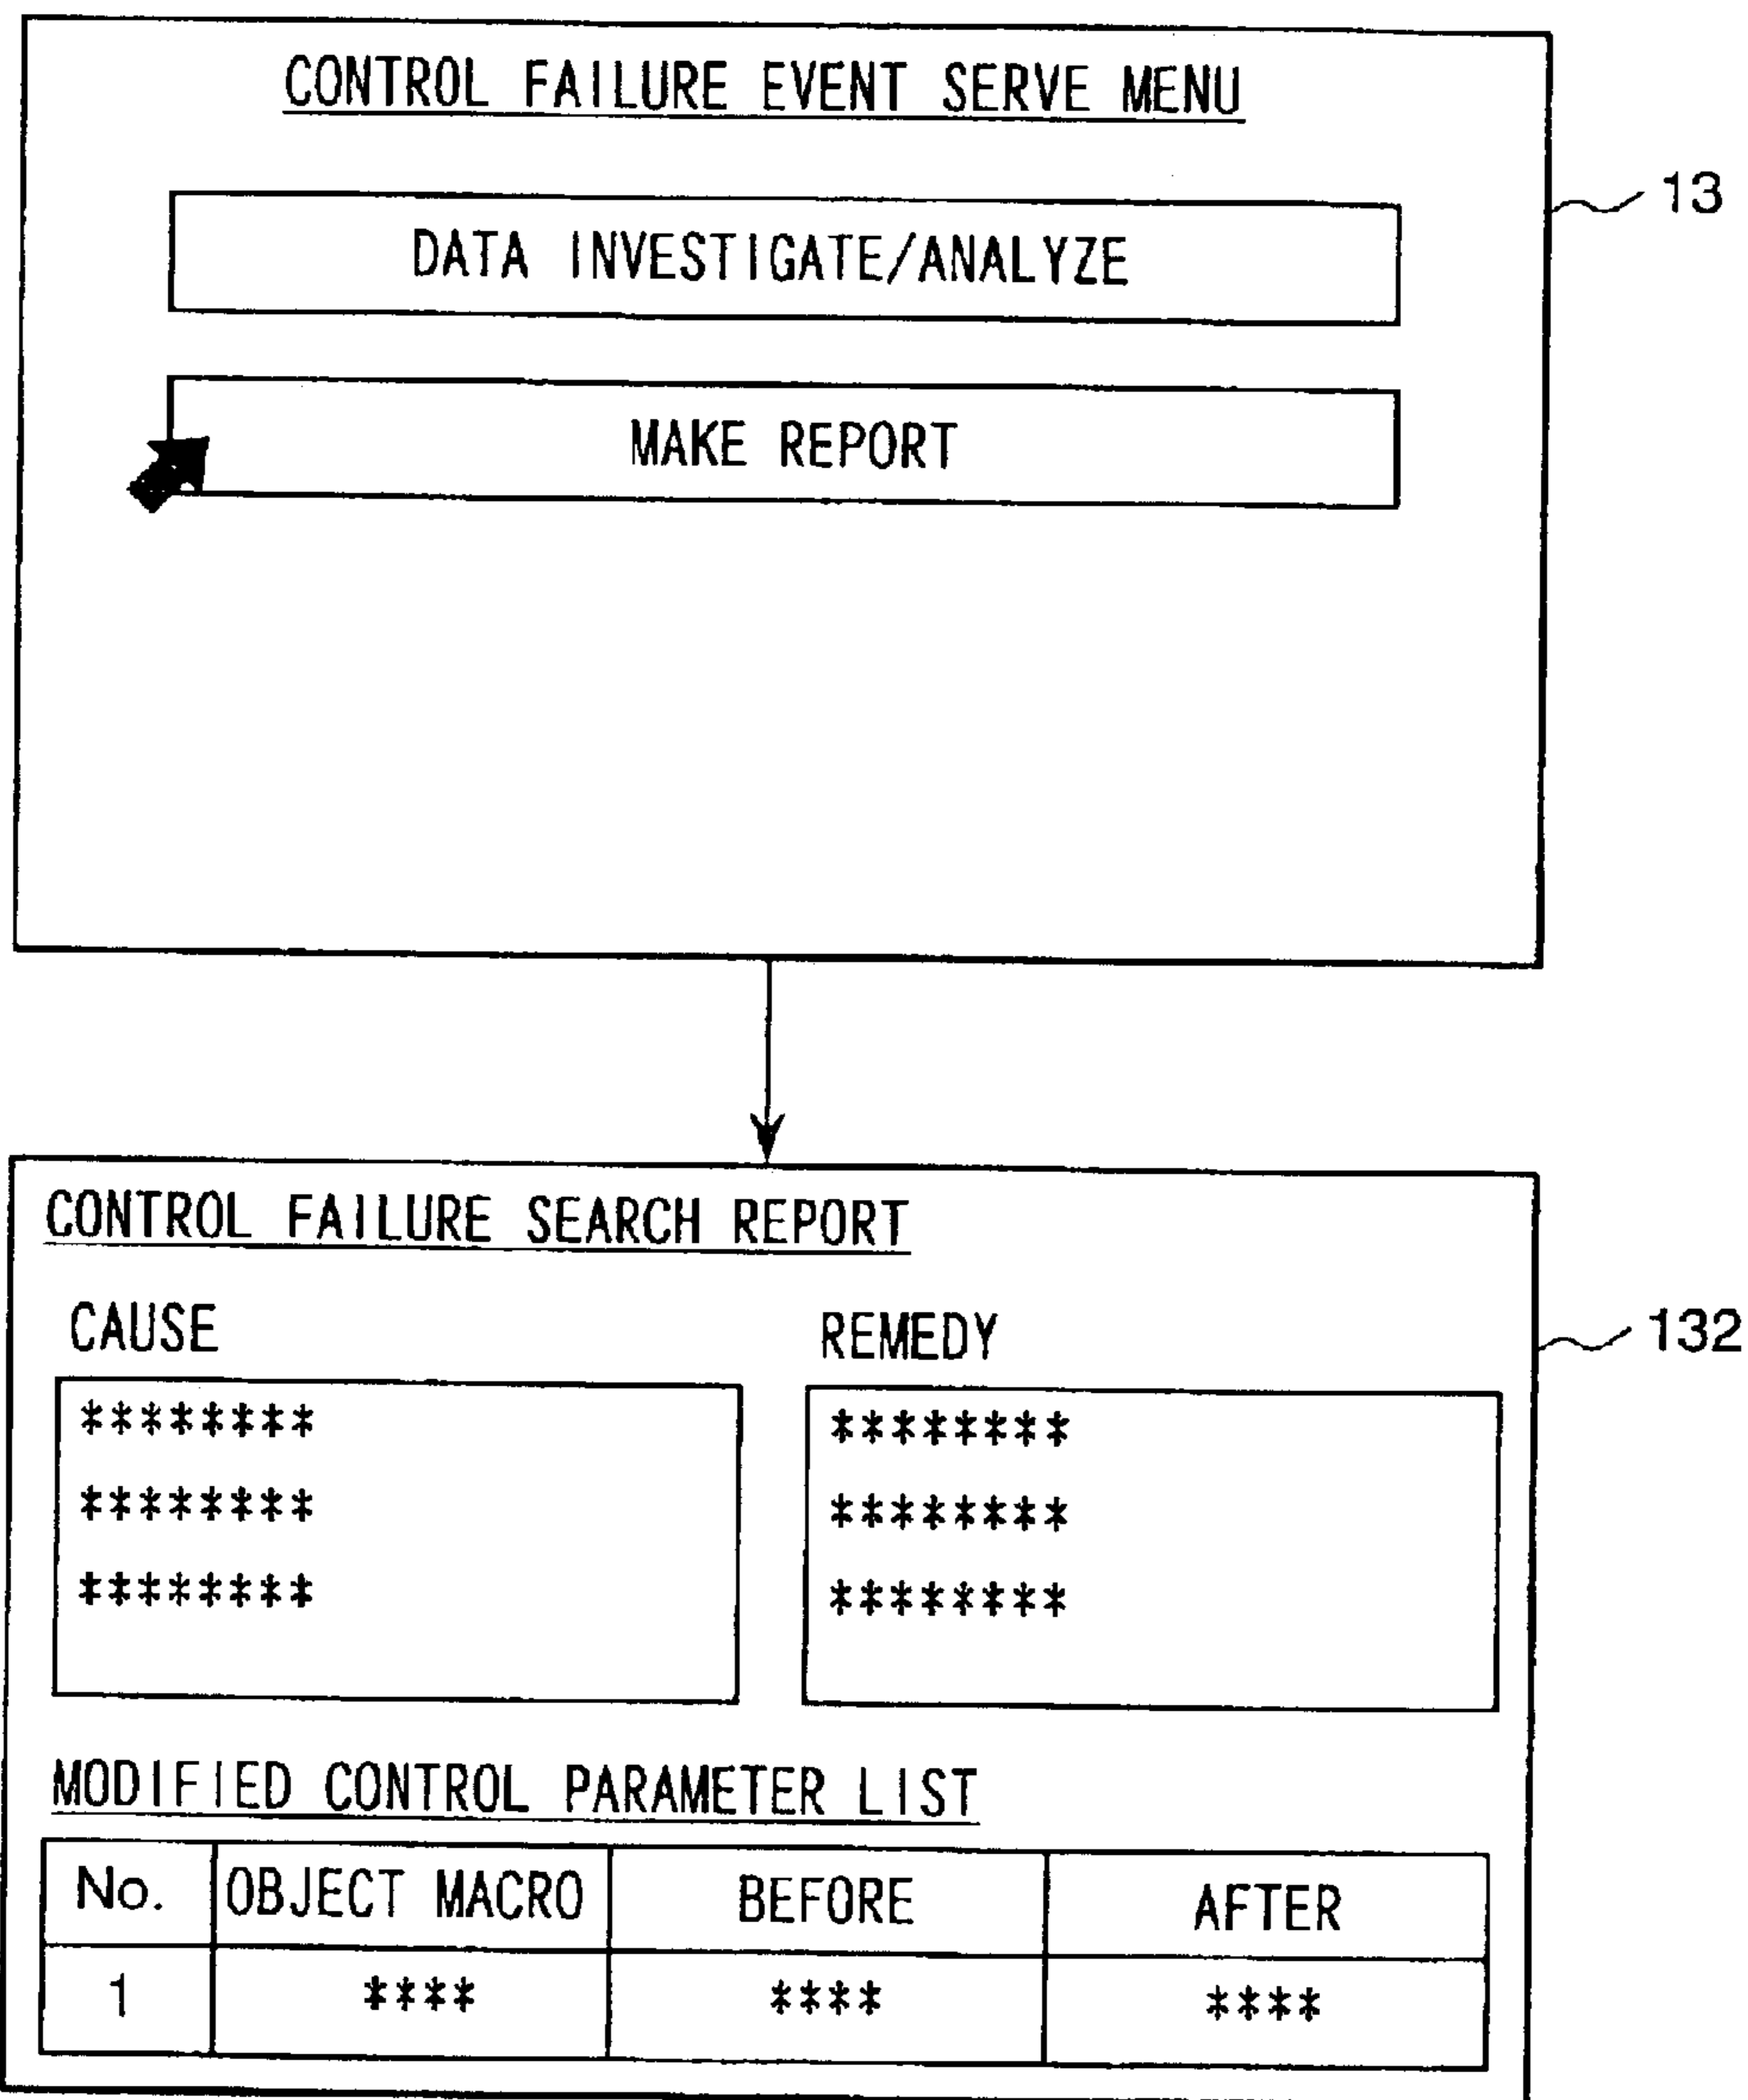 CONTROL FAILURE EVENT SERVE MENU
13
DATA INVESTIGATE/ANALYZE
MAKE REPORT
CONTROL FAILURE SEARCH REPORT
CAUSE REMEDY
132
******** ********
******** ********
******** ********
MODIFIED CONTROL PARAMETER LIST
No. OBJECT MACRO BEFORE AFTER
1 **** **** ****